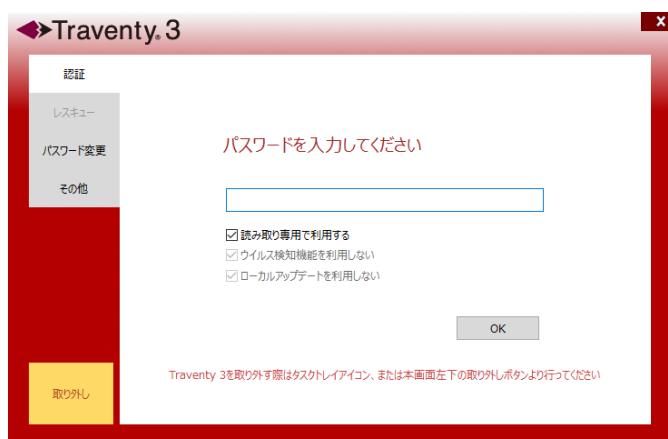 Traventy® 3
X
認証
レスキュー
パスワード変更
その他
パスワードを入力してください
読み取り専用で利用する
ウイルス検知機能を利用しない
ローカルアップデートを利用しない
OK
取り外し
Traventy 3を取り外す際はタスクトレイアイコン、または本画面左下の取り外しボタンより行ってください